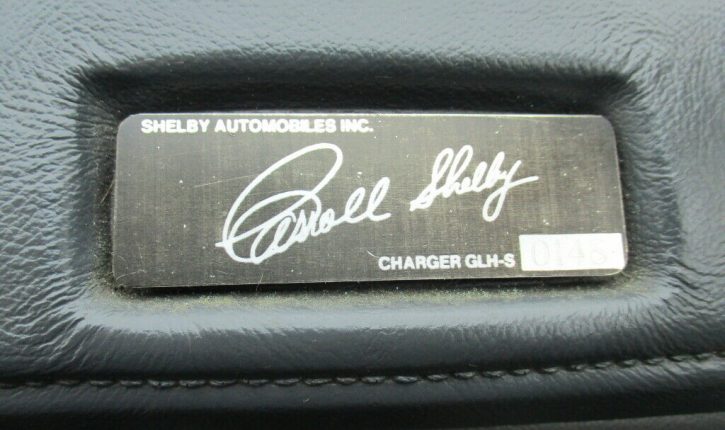 SHELBY AUTOMOBILES INC.
Carroll Shelby
CHARGER GLH-S